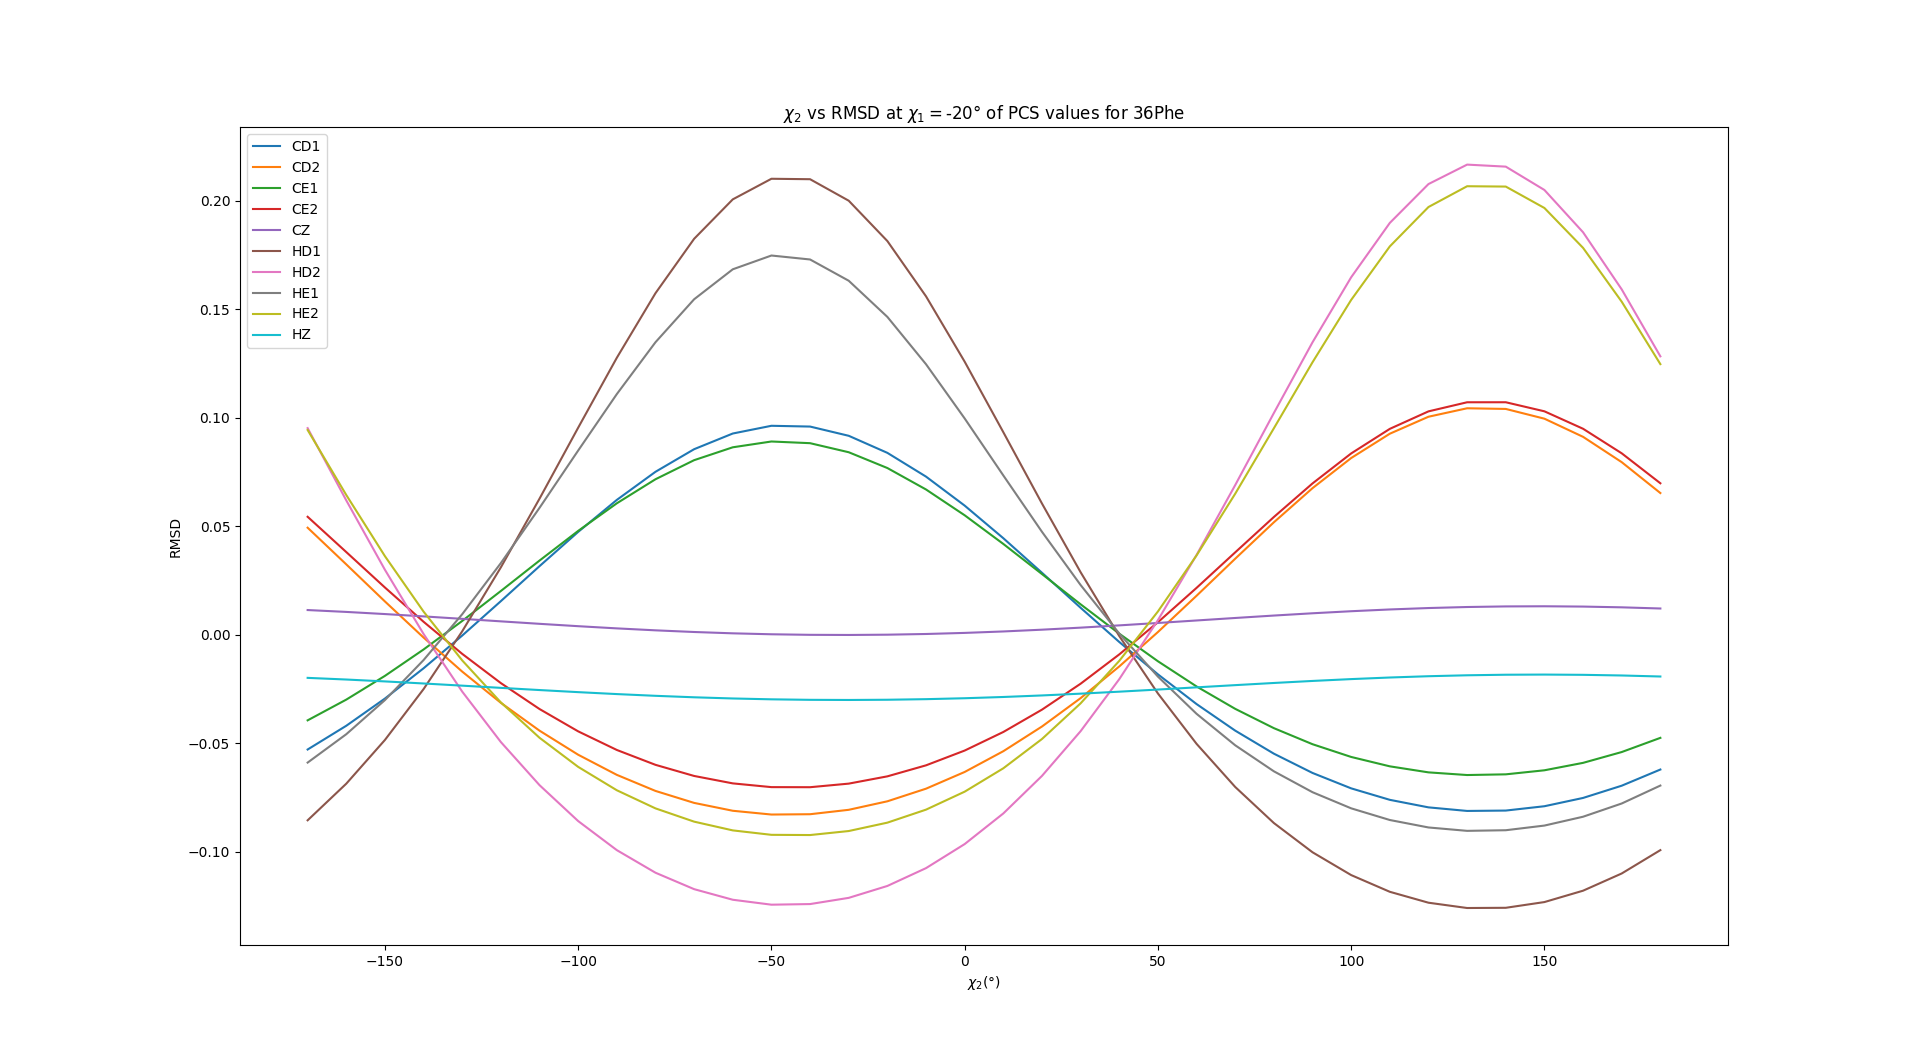 χ₂ vs RMSD at χ₁ = -20° of PCS values for 36Phe
CD1
CD2
CE1
CE2
CZ
HD1
HD2
HE1
HE2
HZ
0.20
0.15
0.10
0.05
0.00
−0.05
−0.10
RMSD
−150
−100
−50
0
50
100
150
χ₂(°)